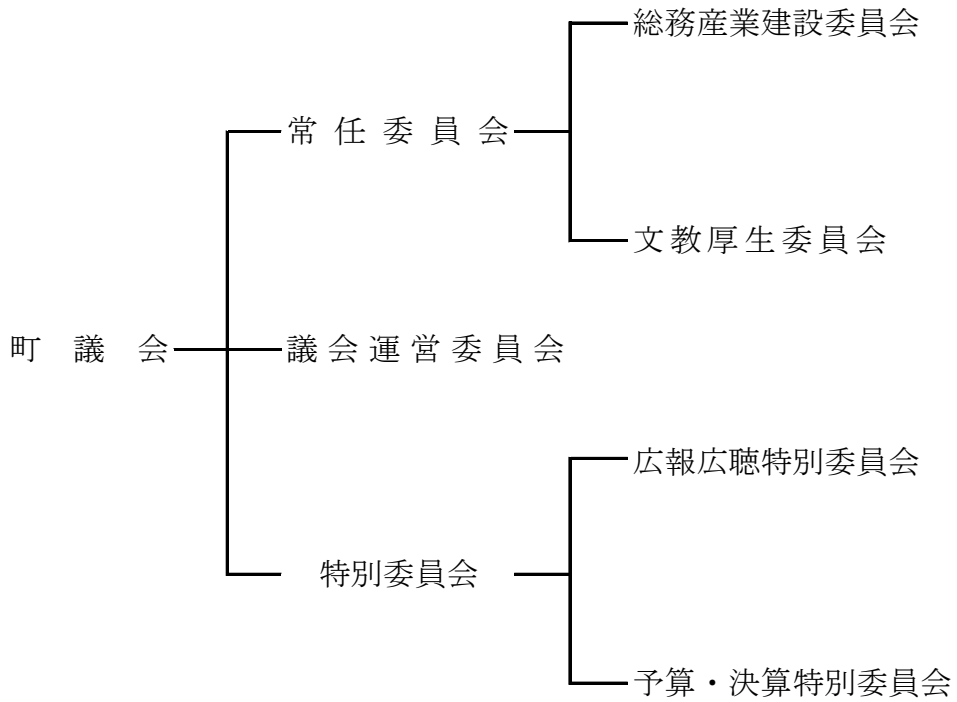 総務産業建設委員会
常任委員会
文教厚生委員会
町議会
議会運営委員会
広報広聴特別委員会
特別委員会
予算・決算特別委員会